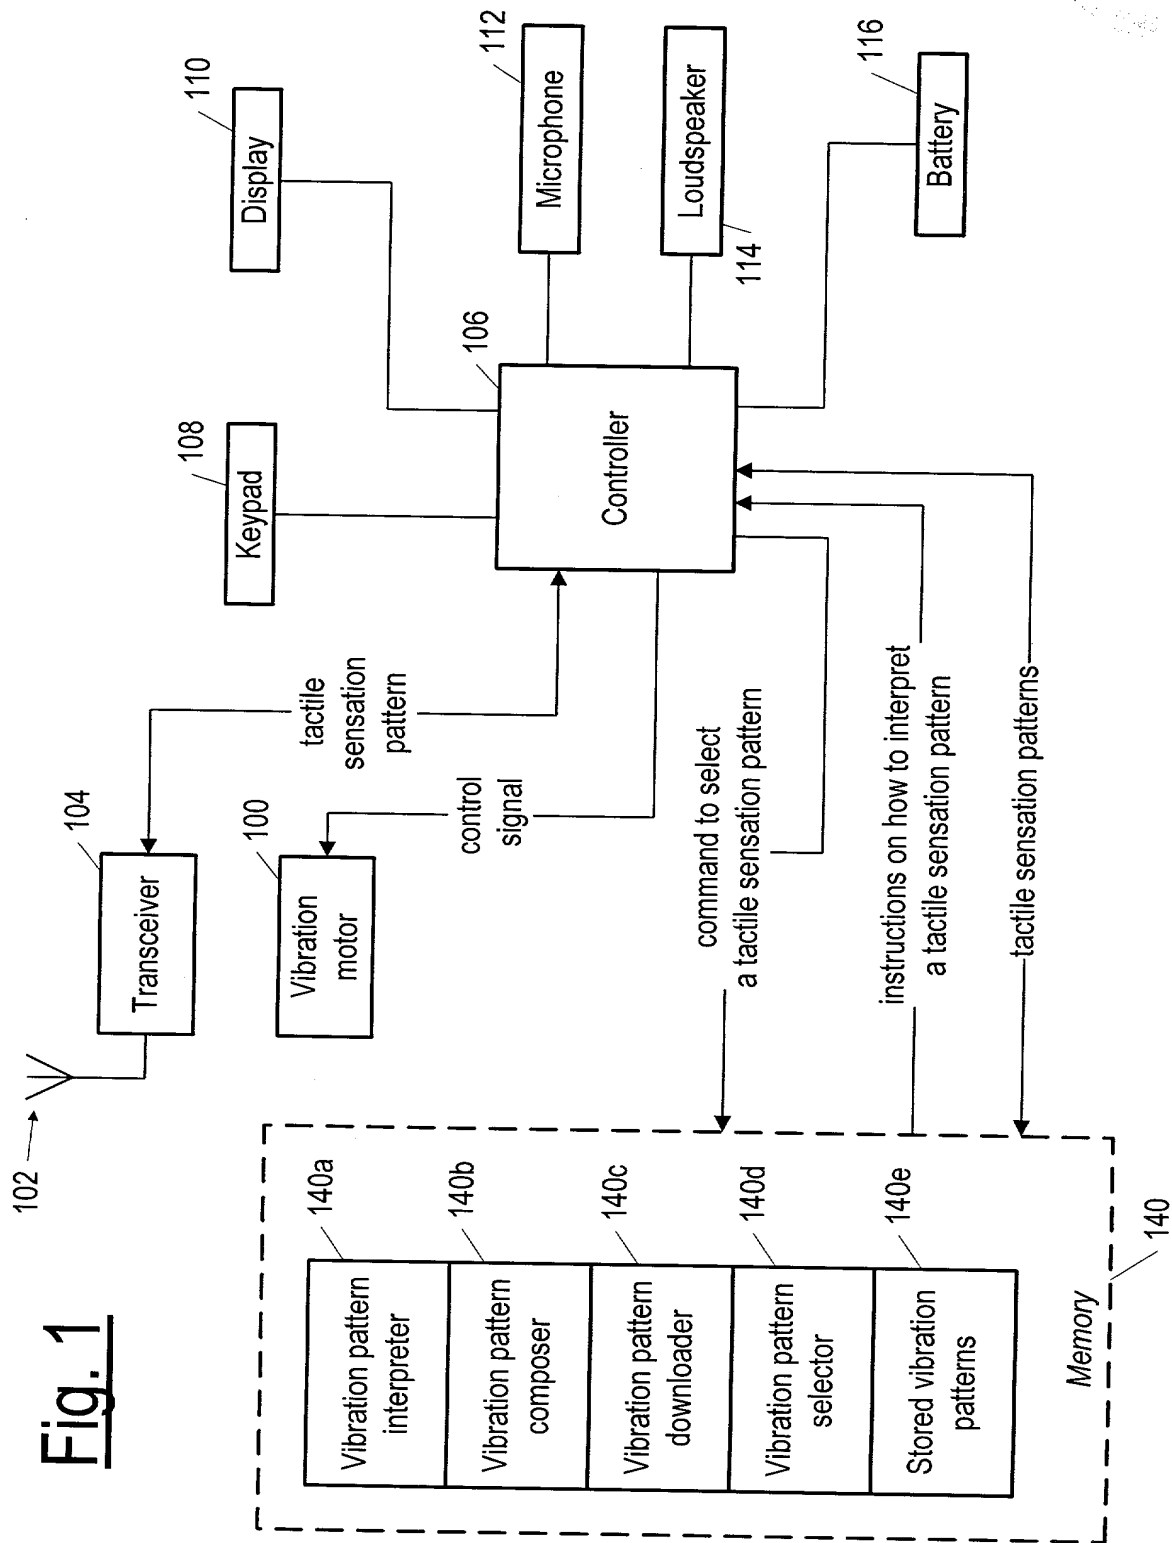 Fig. 1
102
Transceiver
104
Vibration
motor
100
tactile
sensation
pattern
control
signal
Keypad
108
Display
110
Controller
106
Microphone
112
Loudspeaker
114
Battery
116
command to select
a tactile sensation pattern
instructions on how to interpret
a tactile sensation pattern
tactile sensation patterns
Vibration pattern
interpreter
140a
Vibration pattern
composer
140b
Vibration pattern
downloader
140c
Vibration pattern
selector
140d
Stored vibration
patterns
140e
Memory
140